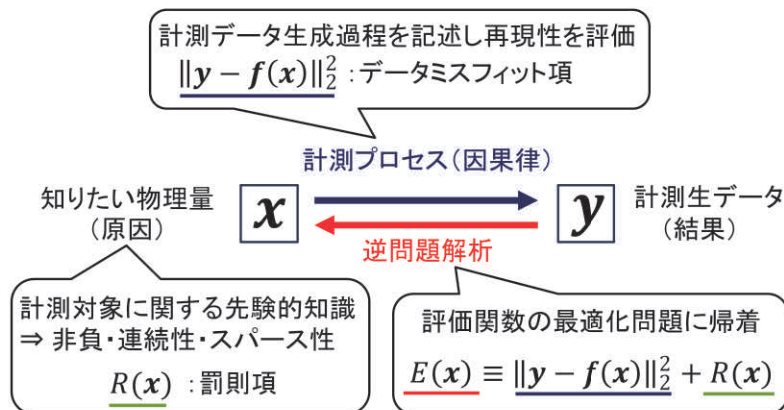 計測データ生成過程を記述し再現性を評価
‖y − f(x)‖₂² : データミスフィット項
計測プロセス(因果律)
知りたい物理量
(原因)
x
y
計測生データ
(結果)
逆問題解析
計測対象に関する先験的知識
⇒ 非負・連続性・スパース性
R(x) : 罰則項
評価関数の最適化問題に帰着
E(x) ≡ ‖y − f(x)‖₂² + R(x)